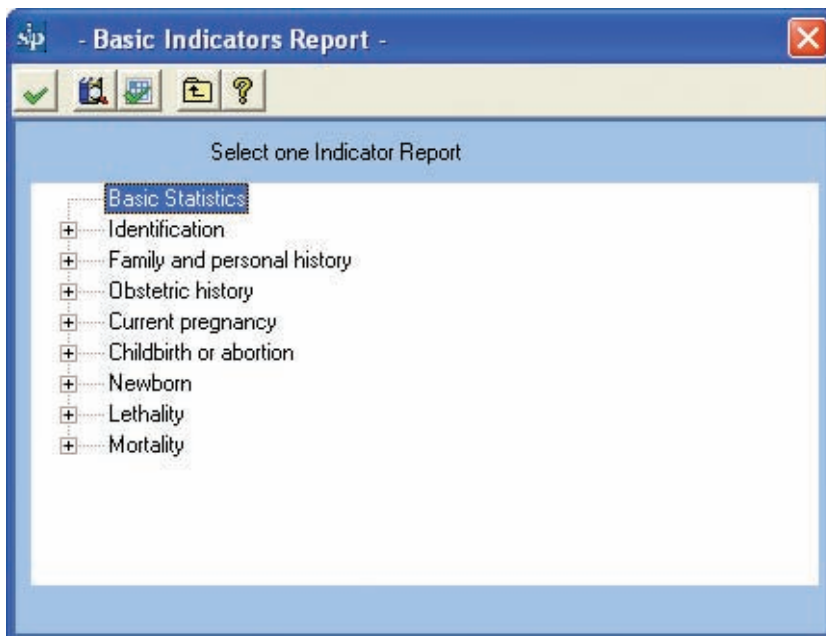 sip - Basic Indicators Report -
Select one Indicator Report
Basic Statistics
Identification
Family and personal history
Obstetric history
Current pregnancy
Childbirth or abortion
Newborn
Lethality
Mortality